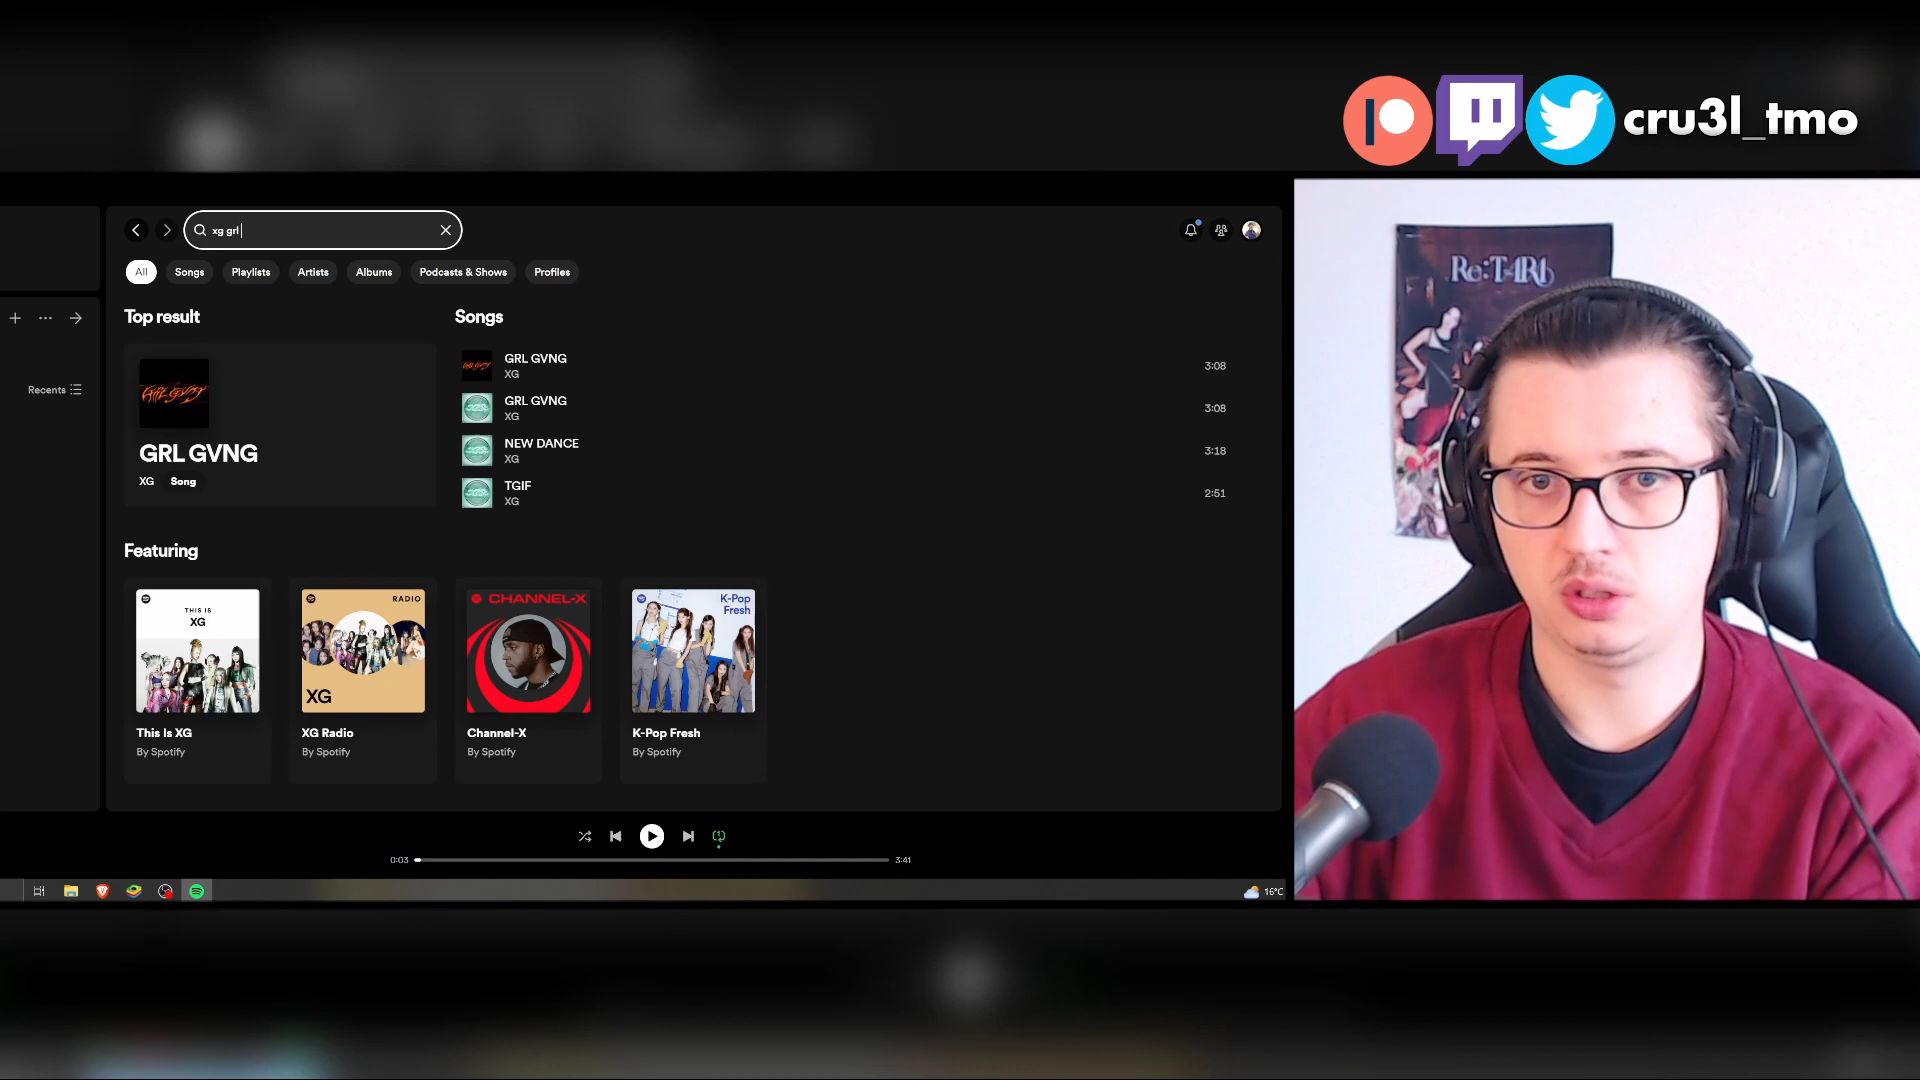 cru3l_tmo
xg grl
All
Songs
Playlists
Artists
Albums
Podcasts & Shows
Profiles
Top result
GRL GVNG
GRL GVNG
XG
Song
Recents
Songs
GRL GVNG
XG
3:08
GRL GVNG
XG
3:08
NEW DANCE
XG
3:18
TGIF
XG
2:51
Featuring
THIS IS
XG
This Is XG
By Spotify
RADIO
XG
XG Radio
By Spotify
CHANNEL-X
Channel-X
By Spotify
K-Pop
Fresh
K-Pop Fresh
By Spotify
0:03
3:41
16°C